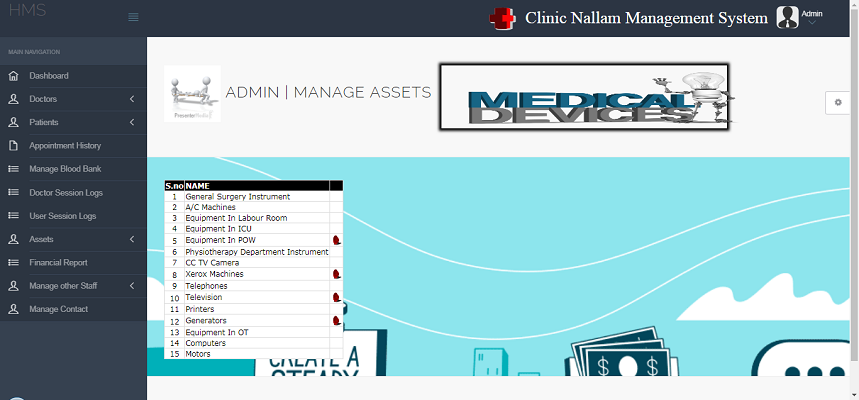 HMS
Clinic Nallam Management System
Admin
MAIN NAVIGATION
Dashboard
Doctors
Patients
Appointment History
Manage Blood Bank
Doctor Session Logs
User Session Logs
Assets
Financial Report
Manage other Staff
Manage Contact
ADMIN | MANAGE ASSETS
MEDICAL
DEVICES
S.no NAME
1 General Surgery Instrument
2 A/C Machines
3 Equipment In Labour Room
4 Equipment In ICU
5 Equipment In POW
6 Physiotherapy Department Instrument
7 CC TV Camera
8 Xerox Machines
9 Telephones
10 Television
11 Printers
12 Generators
13 Equipment In OT
14 Computers
15 Motors
CREATE A
STEADY